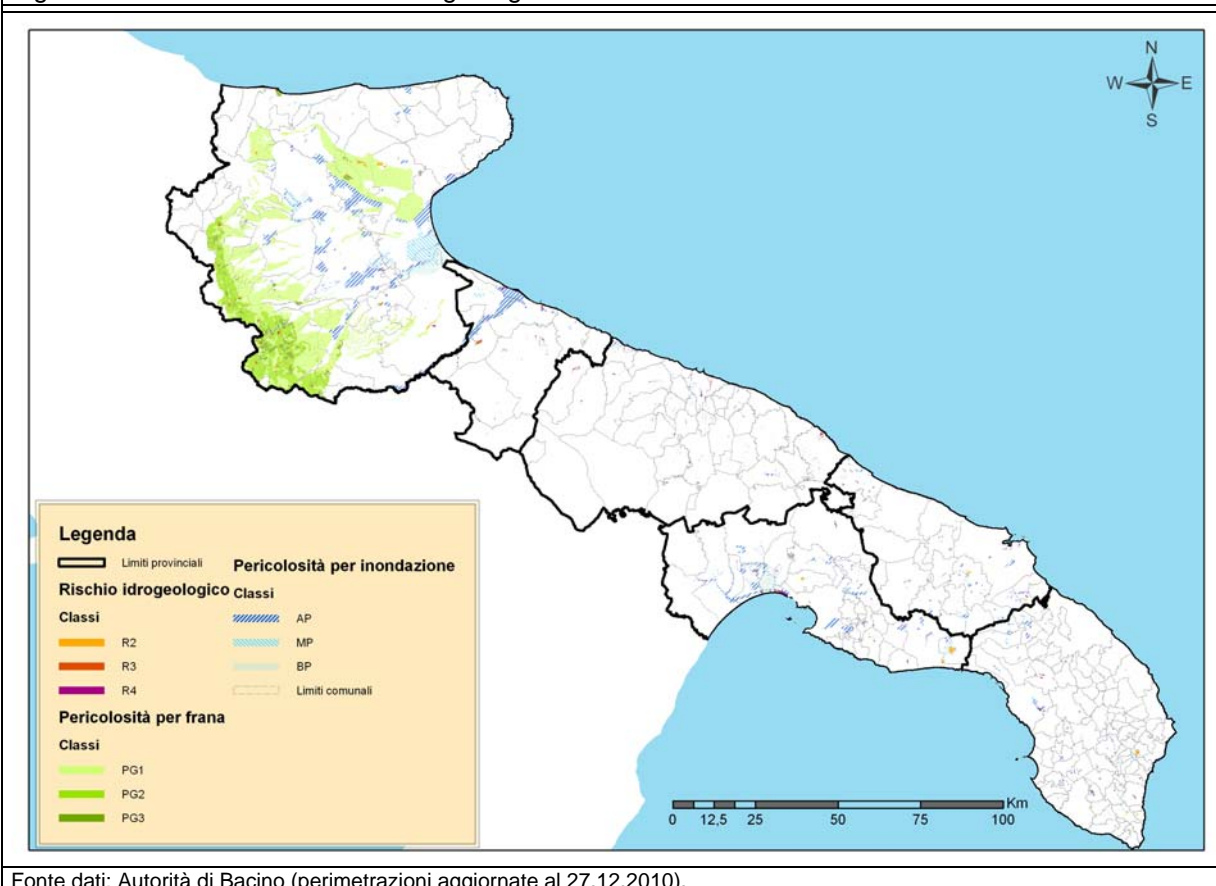 N
W E
S
Legenda
Limiti provinciali
Rischio idrogeologico
Classi
R2
R3
R4
Pericolosità per frana
Classi
PG1
PG2
PG3
Pericolosità per inondazione
Classi
AP
MP
BP
Limiti comunali
Km
0 12,5 25 50 75 100
Fonte dati: Autorità di Bacino (perimetrazioni aggiornate al 27.12.2010).